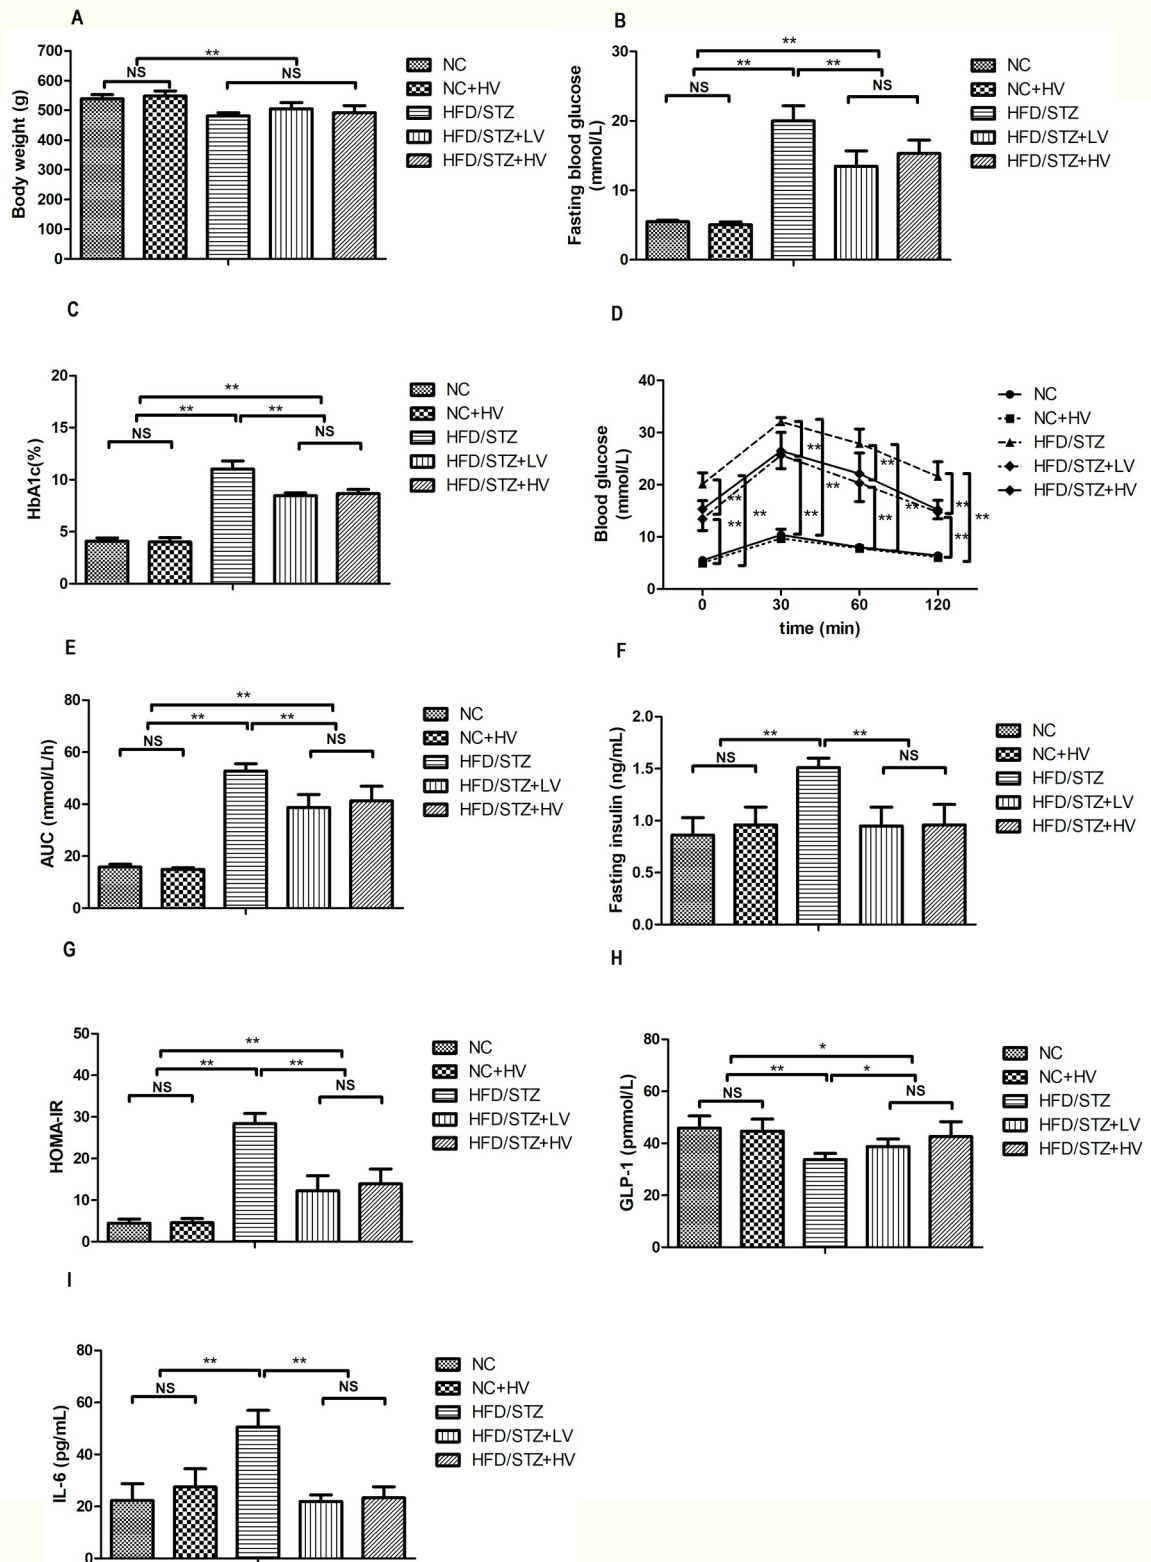 A
Body weight (g)
700
600
500
400
300
200
100
0
**
NS
NS
NC
NC+HV
HFD/STZ
HFD/STZ+LV
HFD/STZ+HV
B
Fasting blood glucose
(mmol/L)
30
20
10
0
**
**
**
NS
NS
NC
NC+HV
HFD/STZ
HFD/STZ+LV
HFD/STZ+HV
C
HbA1c(%)
20
15
10
5
0
**
**
**
NS
NS
NC
NC+HV
HFD/STZ
HFD/STZ+LV
HFD/STZ+HV
D
Blood glucose
(mmol/L)
40
30
20
10
0
**
**
**
**
**
**
**
**
**
**
**
**
0 30 60 120
time (min)
NC
NC+HV
HFD/STZ
HFD/STZ+LV
HFD/STZ+HV
E
AUC (mmol/L/h)
80
60
40
20
0
**
**
**
NS
NS
NC
NC+HV
HFD/STZ
HFD/STZ+LV
HFD/STZ+HV
F
Fasting insulin (ng/mL)
2.0
1.5
1.0
0.5
0.0
**
**
NS
NS
NC
NC+HV
HFD/STZ
HFD/STZ+LV
HFD/STZ+HV
G
HOMA-IR
50
40
30
20
10
0
**
**
**
NS
NS
NC
NC+HV
HFD/STZ
HFD/STZ+LV
HFD/STZ+HV
H
GLP-1 (pmmol/L)
80
60
40
20
0
*
**
*
NS
NS
NC
NC+HV
HFD/STZ
HFD/STZ+LV
HFD/STZ+HV
I
IL-6 (pg/mL)
80
60
40
20
0
**
**
NS
NS
NC
NC+HV
HFD/STZ
HFD/STZ+LV
HFD/STZ+HV